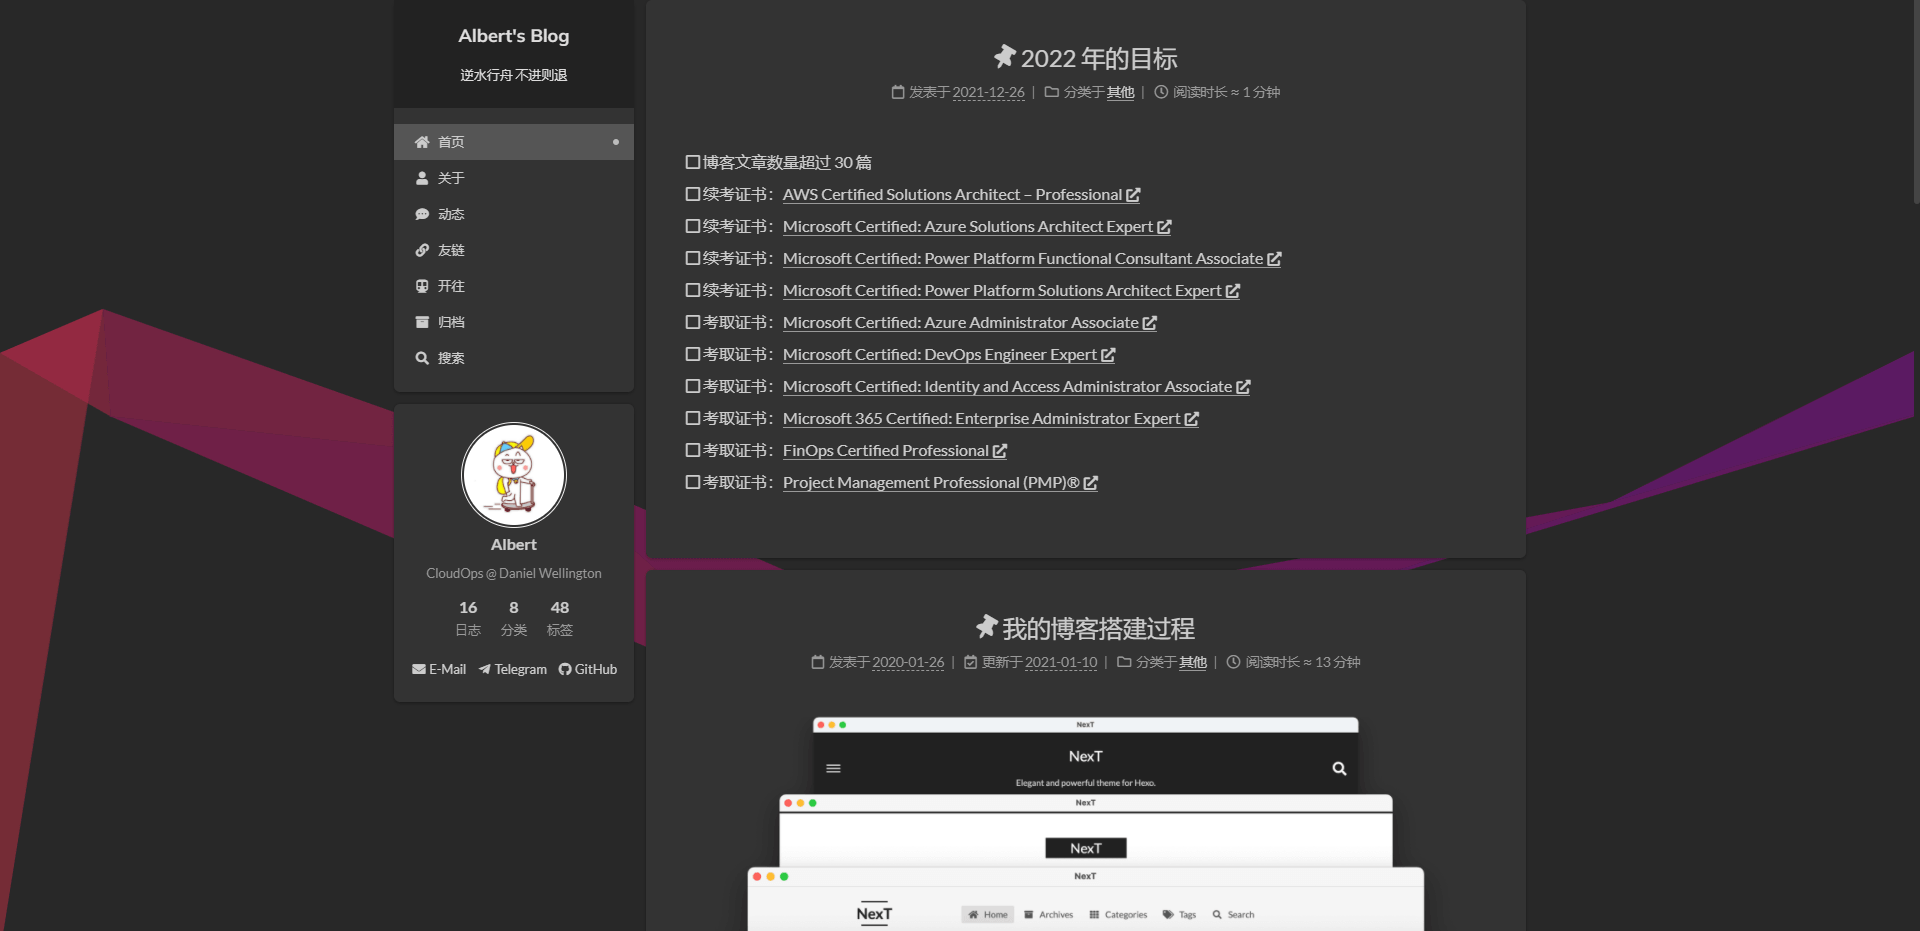 Albert's Blog
逆水行舟 不进则退
首页
关于
动态
友链
开往
归档
搜索
Albert
CloudOps @ Daniel Wellington
16 8 48
日志 分类 标签
E-Mail Telegram GitHub
2022 年的目标
发表于 2021-12-26 | 分类于 其他 | 阅读时长 ≈ 1 分钟
博客文章数量超过 30 篇
续考证书：AWS Certified Solutions Architect – Professional
续考证书：Microsoft Certified: Azure Solutions Architect Expert
续考证书：Microsoft Certified: Power Platform Functional Consultant Associate
续考证书：Microsoft Certified: Power Platform Solutions Architect Expert
考取证书：Microsoft Certified: Azure Administrator Associate
考取证书：Microsoft Certified: DevOps Engineer Expert
考取证书：Microsoft Certified: Identity and Access Administrator Associate
考取证书：Microsoft 365 Certified: Enterprise Administrator Expert
考取证书：FinOps Certified Professional
考取证书：Project Management Professional (PMP)®
我的博客搭建过程
发表于 2020-01-26 | 更新于 2021-01-10 | 分类于 其他 | 阅读时长 ≈ 13 分钟
NexT
NexT
Elegant and powerful theme for Hexo.
NexT
NexT
NexT
NexT Home Archives Categories Tags Search